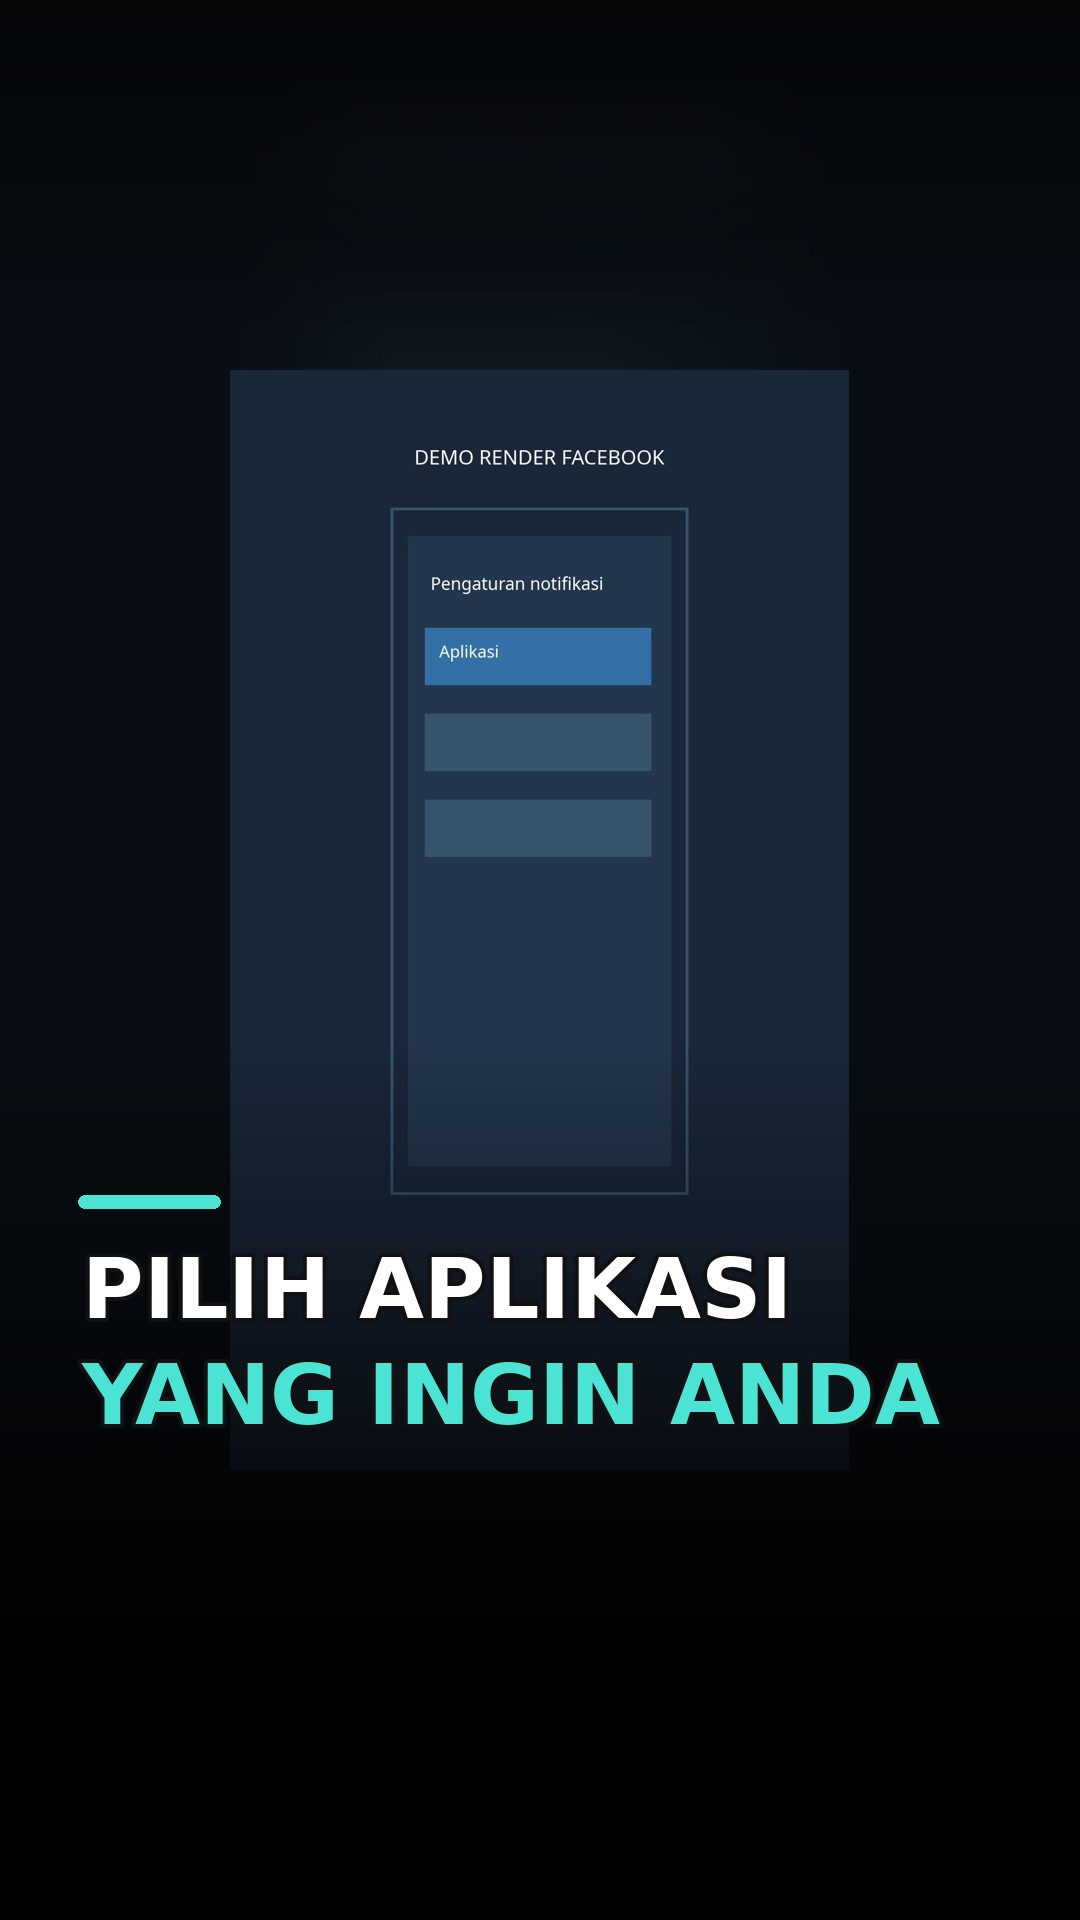 DEMO RENDER FACEBOOK
Pengaturan notifikasi
Aplikasi
PILIH APLIKASI
YANG INGIN ANDA